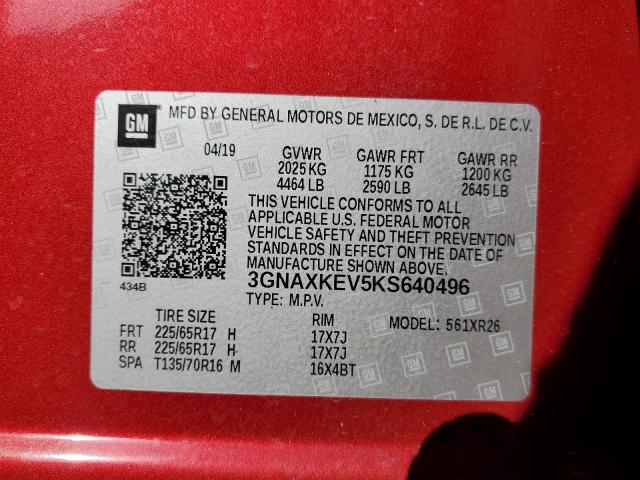 GM
MFD BY GENERAL MOTORS DE MEXICO, S. DE R.L. DE C.V.
04/19 GVWR GAWR FRT GAWR RR
2025 KG 1175 KG 1200 KG
4464 LB 2590 LB 2645 LB
THIS VEHICLE CONFORMS TO ALL
APPLICABLE U.S. FEDERAL MOTOR
VEHICLE SAFETY AND THEFT PREVENTION
STANDARDS IN EFFECT ON THE DATE OF
MANUFACTURE SHOWN ABOVE.
434B 3GNAXKEV5KS640496
TYPE: M.P.V.
TIRE SIZE RIM MODEL: 561XR26
FRT 225/65R17 H 17X7J
RR 225/65R17 H 17X7J
SPA T135/70R16 M 16X4BT